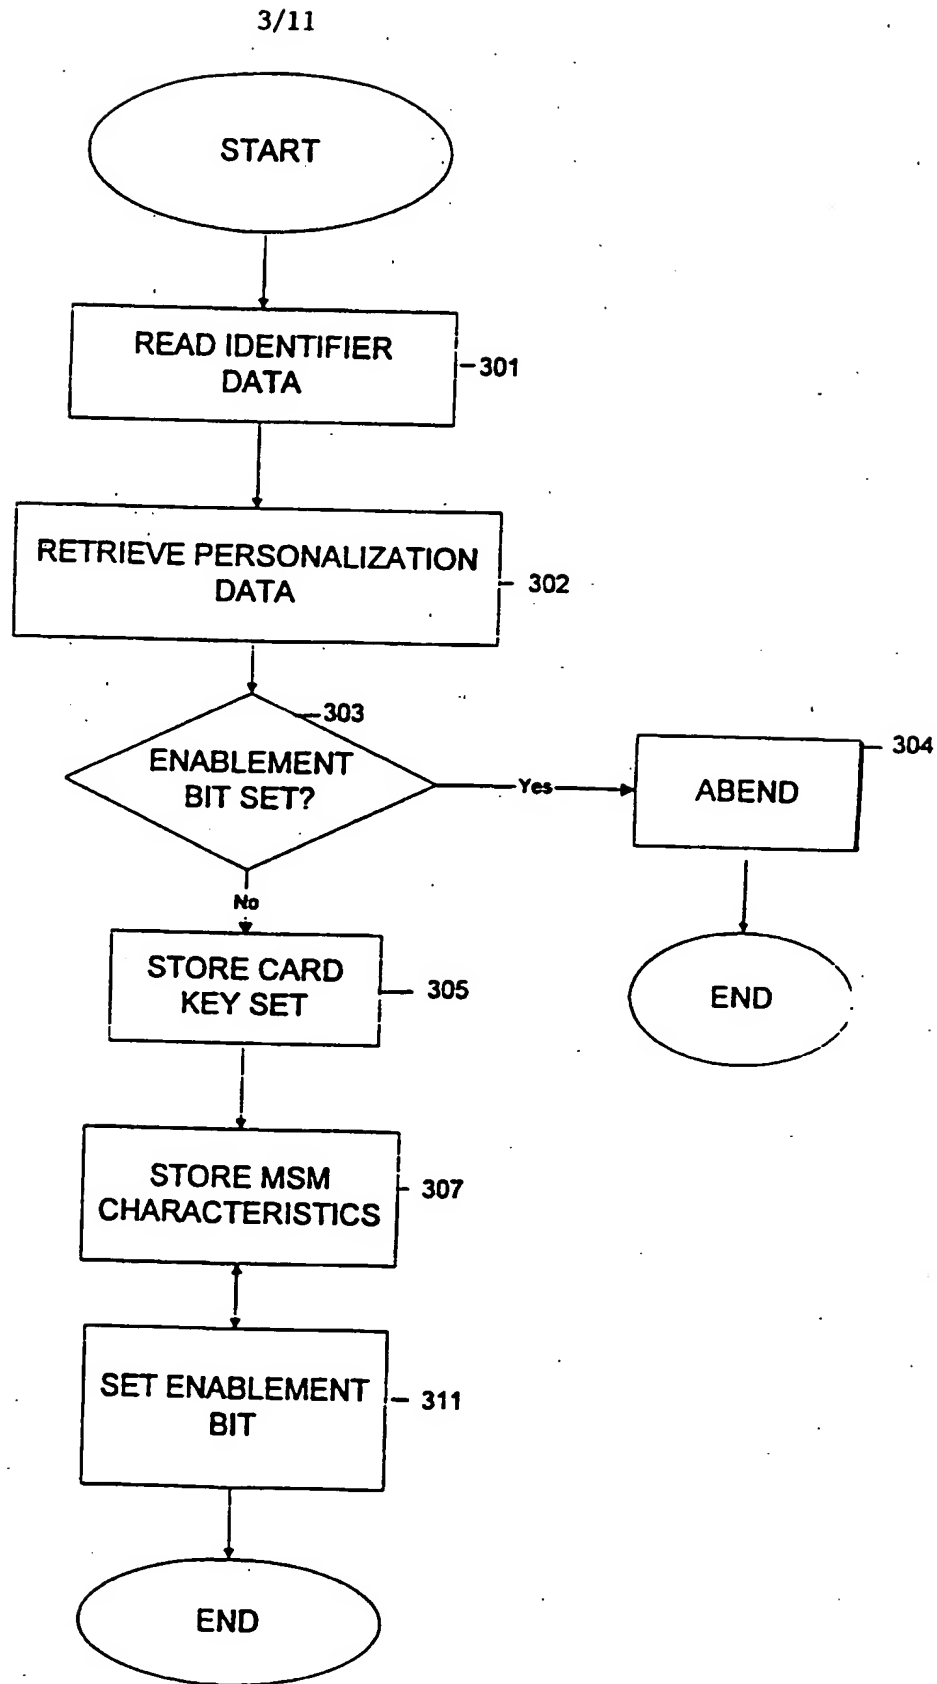 3/11
START
READ IDENTIFIER
DATA
301
RETRIEVE PERSONALIZATION
DATA
302
303
ENABLEMENT
BIT SET?
Yes
304
ABEND
END
No
STORE CARD
KEY SET
305
STORE MSM
CHARACTERISTICS
307
SET ENABLEMENT
BIT
311
END